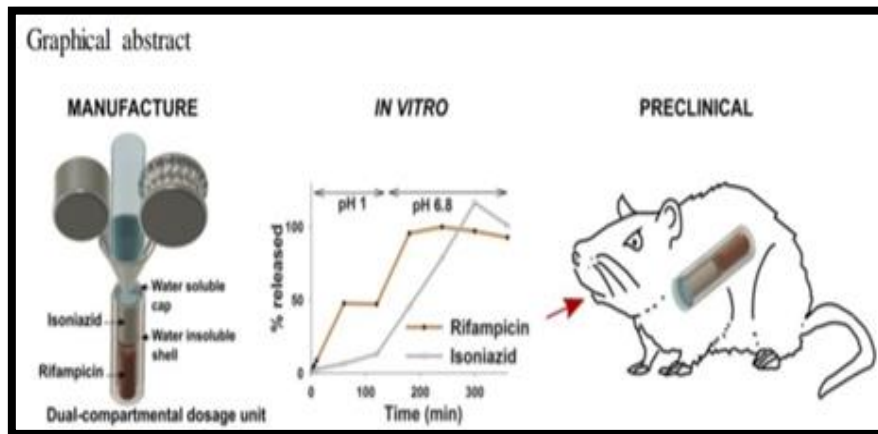 Graphical abstract
MANUFACTURE
Water soluble
cap
Isoniazid
Water insoluble
shell
Rifampicin
Dual-compartmental dosage unit
IN VITRO
pH 1
pH 6.8
% released
100
50
0
Rifampicin
Isoniazid
0
100
200
300
Time (min)
PRECLINICAL